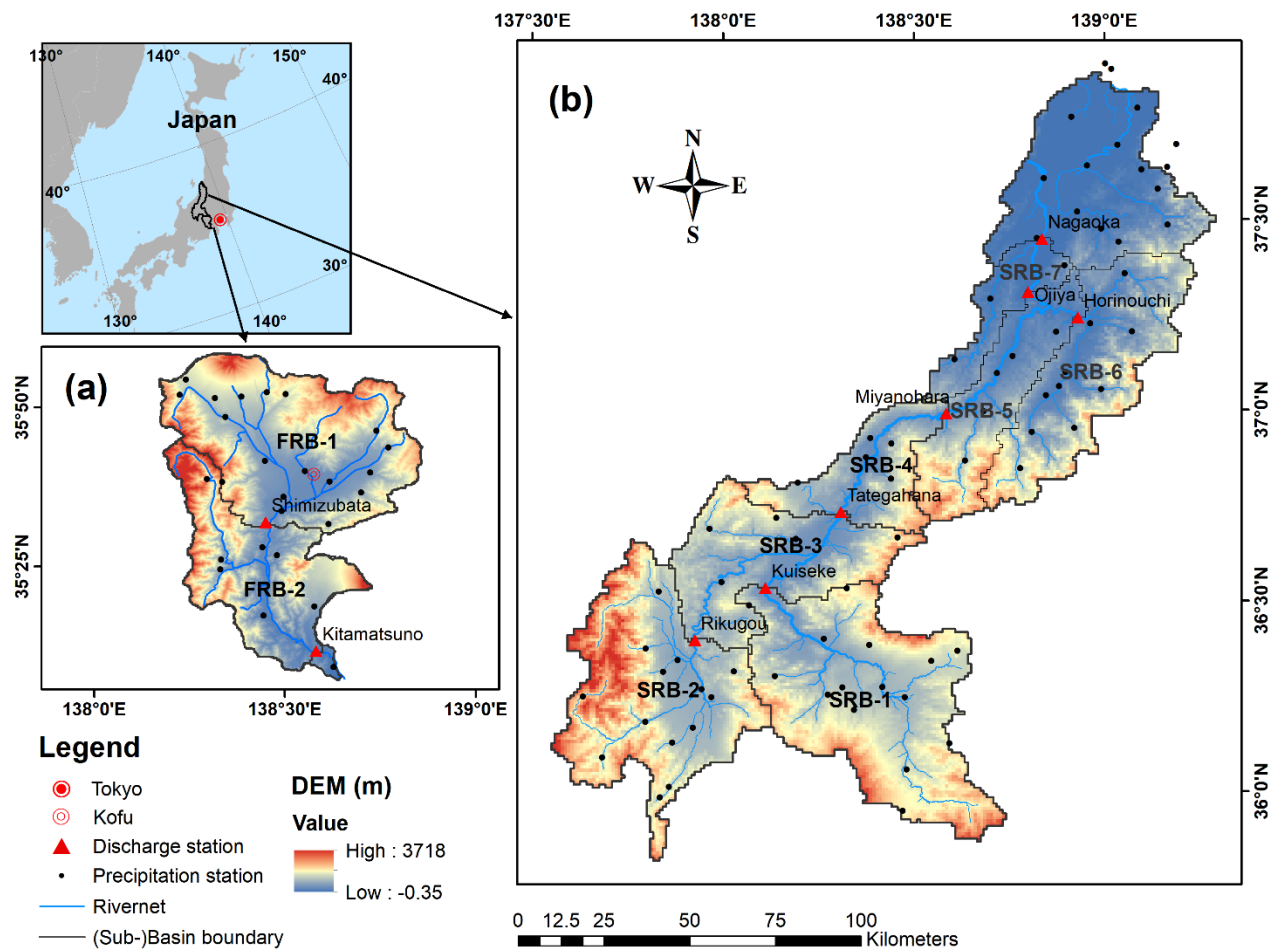 137°30'E 138°0'E 138°30'E 139°0'E
130° 140° 150°
40°
Japan
40°
30°
130° 140°
(b)
N
W E
S
37°30'N
37°0'N
36°30'N
36°0'N
Nagaoka
SRB-7
Ojiya
Horinouchi
SRB-6
Miyanohara
SRB-5
SRB-4
Tategahana
SRB-3
Kuiseke
Rikugou
SRB-2
SRB-1
(a)
35°50'N
35°25'N
FRB-1
Shimizubata
FRB-2
Kitamatsuno
138°0'E 138°30'E 139°0'E
Legend
Tokyo
Kofu
Discharge station
Precipitation station
Rivernet
(Sub-)Basin boundary
DEM (m)
Value
High : 3718
Low : -0.35
0 12.5 25 50 75 100
Kilometers